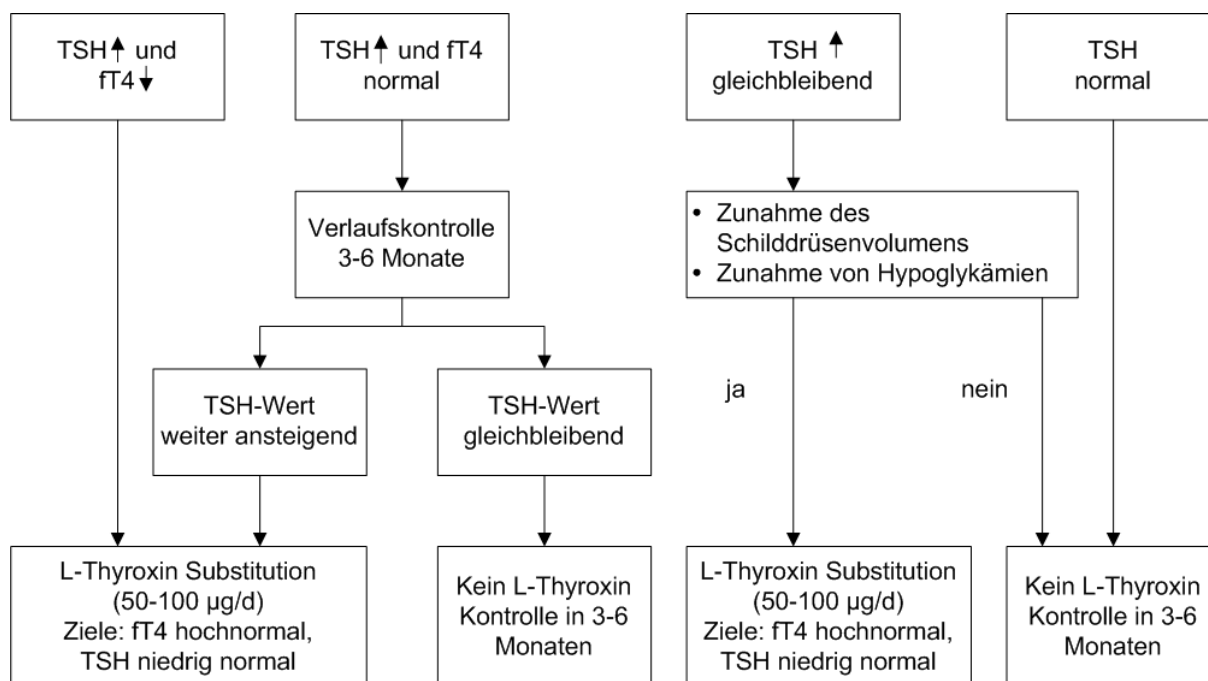 TSH↑ und
fT4↓
TSH↑ und fT4
normal
TSH ↑
gleichbleibend
TSH
normal
Verlaufskontrolle
3-6 Monate
• Zunahme des
Schilddrüsenvolumens
• Zunahme von Hypoglykämien
TSH-Wert
weiter ansteigend
TSH-Wert
gleichbleibend
ja
nein
L-Thyroxin Substitution
(50-100 µg/d)
Ziele: fT4 hochnormal,
TSH niedrig normal
Kein L-Thyroxin
Kontrolle in 3-6
Monaten
L-Thyroxin Substitution
(50-100 µg/d)
Ziele: fT4 hochnormal,
TSH niedrig normal
Kein L-Thyroxin
Kontrolle in 3-6
Monaten